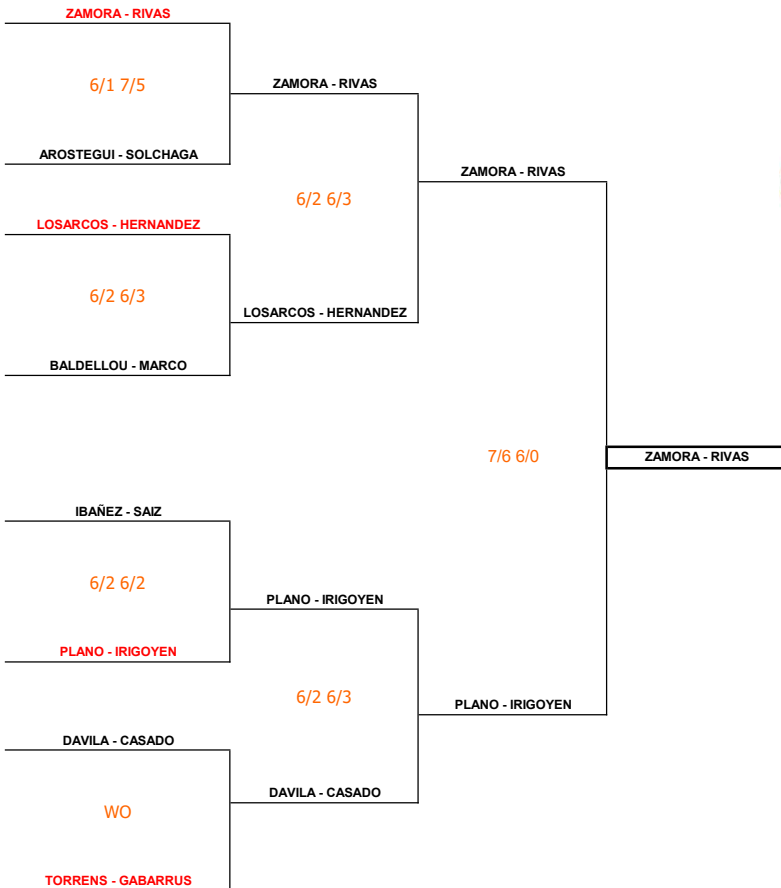 ZAMORA - RIVAS
6/1 7/5
ZAMORA - RIVAS
AROSTEGUI - SOLCHAGA
ZAMORA - RIVAS
6/2 6/3
LOSARCOS - HERNANDEZ
6/2 6/3
LOSARCOS - HERNANDEZ
BALDELLOU - MARCO
7/6 6/0
ZAMORA - RIVAS
IBAÑEZ - SAIZ
6/2 6/2
PLANO - IRIGOYEN
PLANO - IRIGOYEN
6/2 6/3
PLANO - IRIGOYEN
DAVILA - CASADO
DAVILA - CASADO
WO
TORRENS - GABARRUS